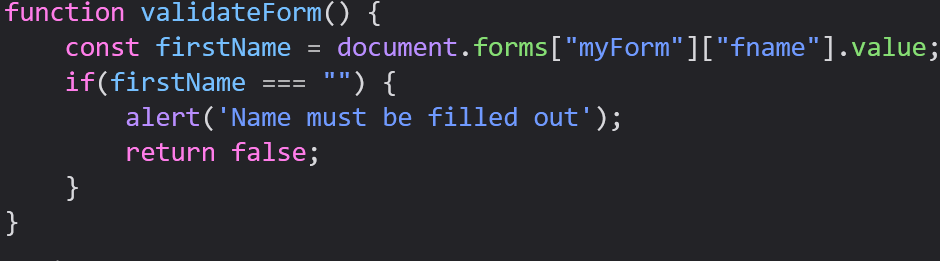 function validateForm() {
    const firstName = document.forms["myForm"]["fname"].value;
    if(firstName === "") {
        alert('Name must be filled out');
        return false;
    }
}